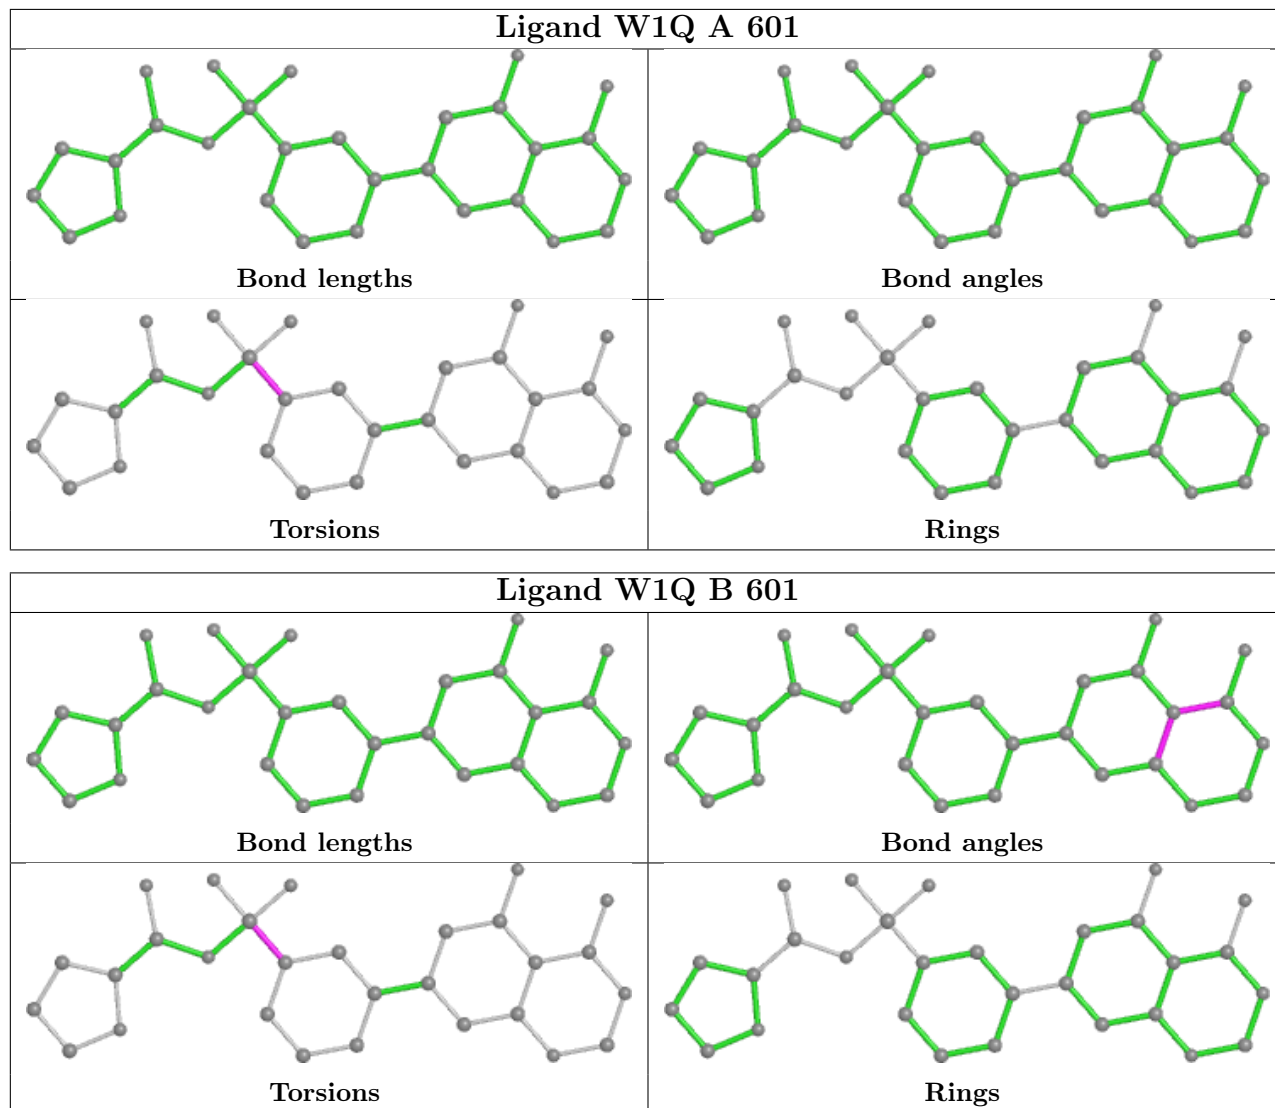 Ligand W1Q A 601
Bond lengths
Bond angles
Torsions
Rings
Ligand W1Q B 601
Bond lengths
Bond angles
Torsions
Rings